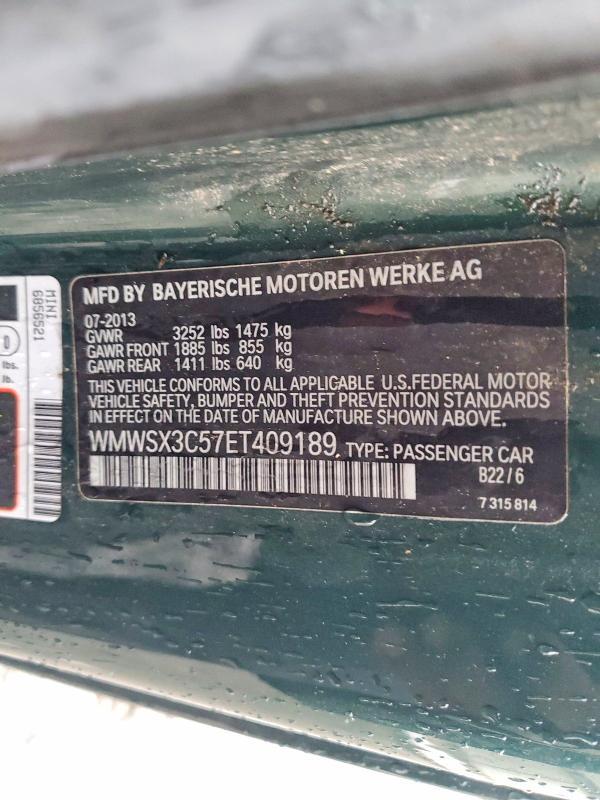 MFD BY BAYERISCHE MOTOREN WERKE AG
07-2013
GVWR 3252 lbs 1475 kg
GAWR FRONT 1885 lbs 855 kg
GAWR REAR 1411 lbs 640 kg
THIS VEHICLE CONFORMS TO ALL APPLICABLE U.S.FEDERAL MOTOR
VEHICLE SAFETY, BUMPER AND THEFT PREVENTION STANDARDS
IN EFFECT ON THE DATE OF MANUFACTURE SHOWN ABOVE.
WMWSX3C57ET409189, TYPE: PASSENGER CAR
B22/6
7 315 814
MINI
6856521
lbs.
lb.